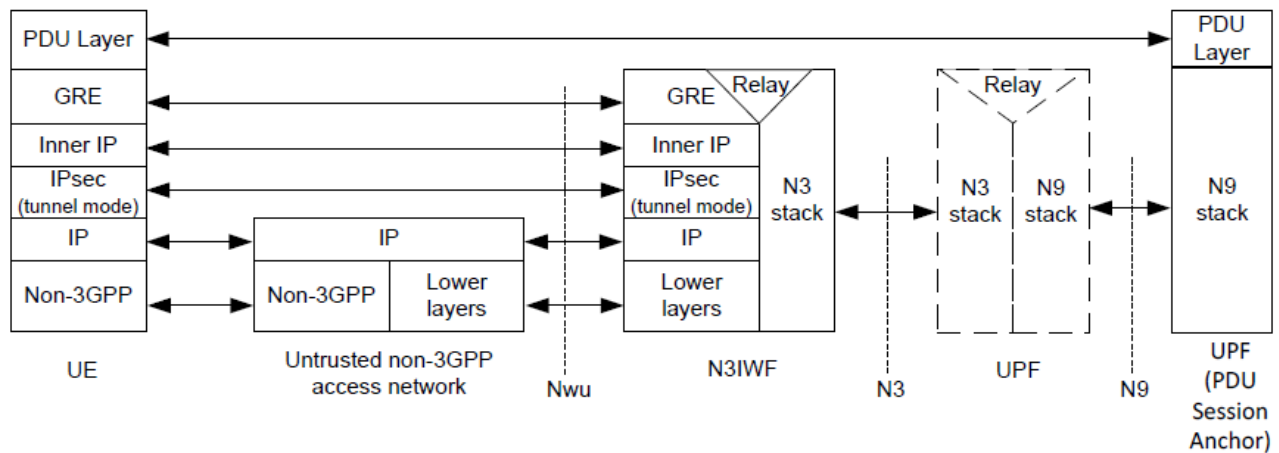 PDU Layer
GRE
Inner IP
IPsec
(tunnel mode)
IP
Non-3GPP
UE
IP
Non-3GPP
Lower
layers
Untrusted non-3GPP
access network
Nwu
GRE
Relay
Inner IP
IPsec
(tunnel mode)
IP
Lower
layers
N3
stack
N3IWF
N3
Relay
N3
stack
N9
stack
UPF
N9
PDU
Layer
N9
stack
UPF
(PDU
Session
Anchor)